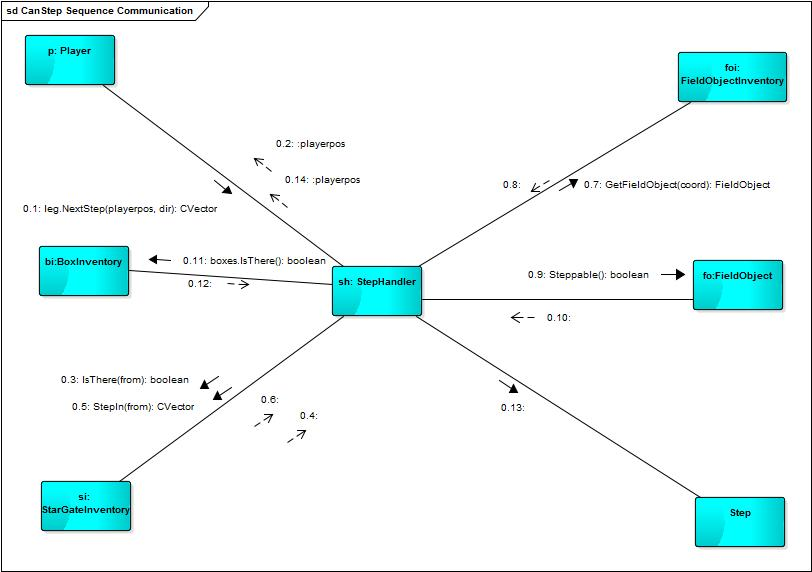 sd CanStep Sequence Communication
p: Player
foi:
FieldObjectInventory
0.2: :playerpos
0.14: :playerpos
0.8:
0.7: GetFieldObject(coord): FieldObject
0.1: leg.NextStep(playerpos, dir): CVector
bi:BoxInventory
0.11: boxes.IsThere(): boolean
0.12:
sh: StepHandler
0.9: Steppable(): boolean
fo:FieldObject
0.10:
0.3: IsThere(from): boolean
0.5: StepIn(from): CVector
0.6:
0.4:
0.13:
si:
StarGateInventory
Step